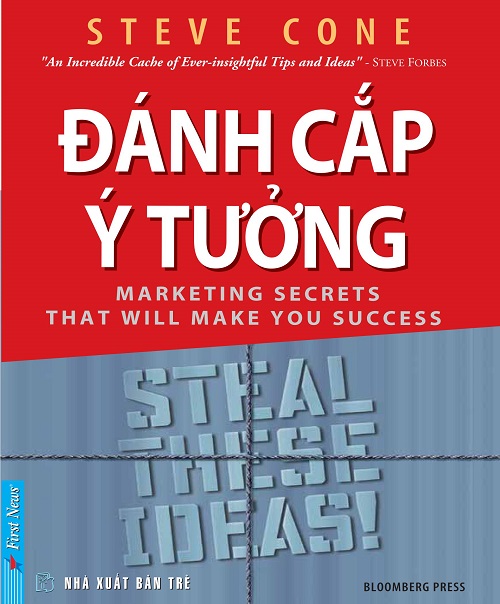 STEVE CONE
"An Incredible Cache of Ever-insightful Tips and Ideas" - STEVE FORBES
ĐÁNH CẮP
Ý TƯỞNG
MARKETING SECRETS
THAT WILL MAKE YOU SUCCESS
STEAL
THESE
IDEAS!
First News
NHÀ XUẤT BẢN TRẺ
BLOOMBERG PRESS